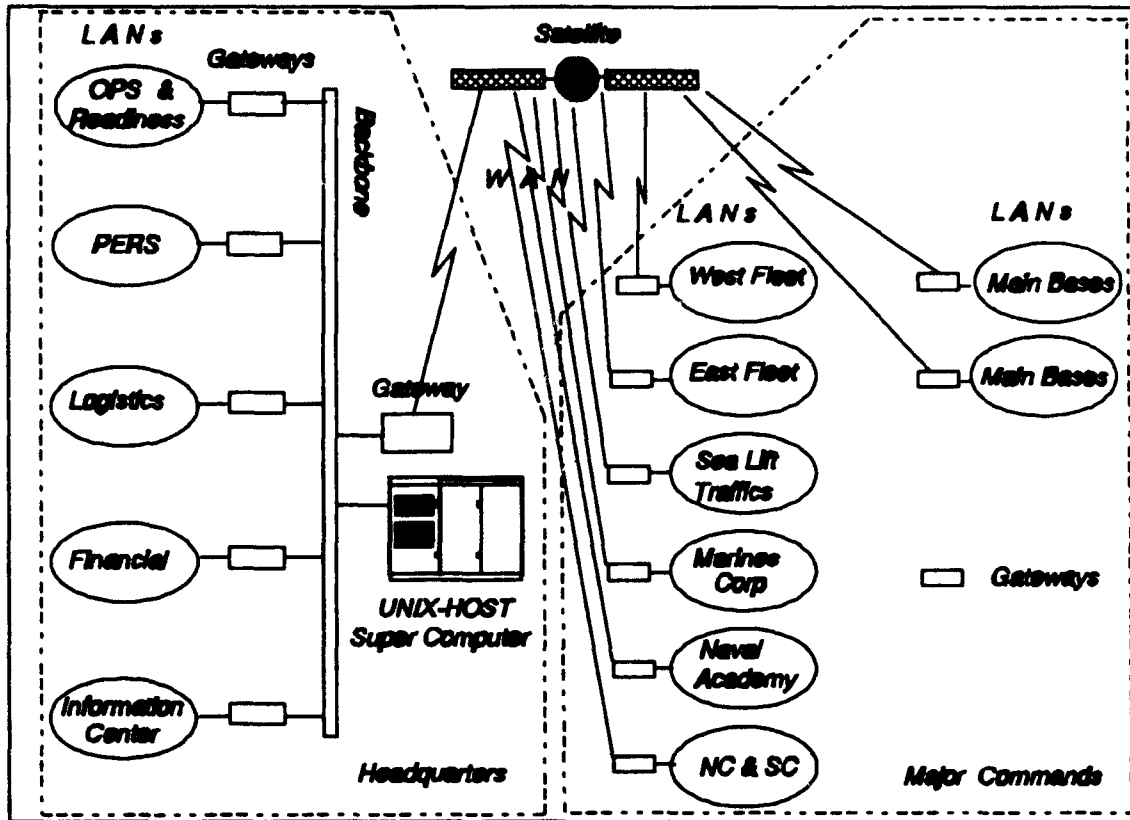 LANs
Gateways
OPS &
Readiness
PERS
Logistics
Financial
Information
Center
Backbone
Gateway
UNIX-HOST
Super Computer
Headquarters
Satellite
WAN
LANs
West Fleet
East Fleet
Sea Lift
Traffics
Marines
Corp
Naval
Academy
NC & SC
LANs
Main Bases
Main Bases
Gateways
Major Commands